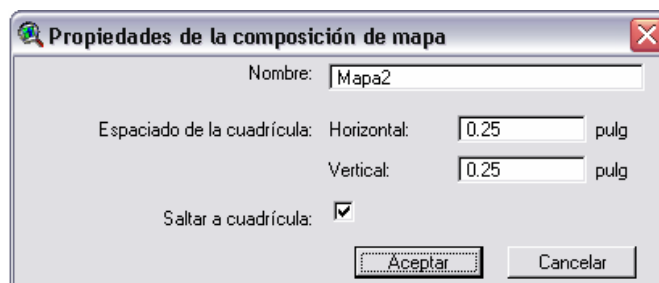 Propiedades de la composición de mapa
Nombre: Mapa2
Espaciado de la cuadrícula: Horizontal: 0.25 pulg
Vertical: 0.25 pulg
Saltar a cuadrícula:
Aceptar Cancelar